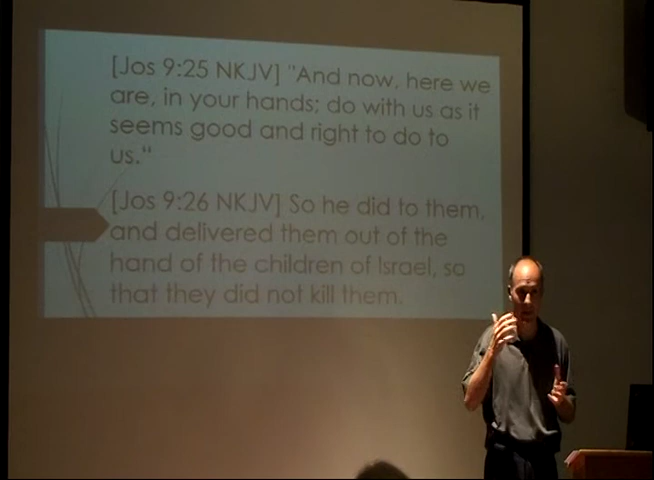 [Jos 9:25 NKJV] "And now, here we
are, in your hands; do with us as it
seems good and right to do to
us."
[Jos 9:26 NKJV] So he did to them,
and delivered them out of the
hand of the children of Israel, so
that they did not kill them.